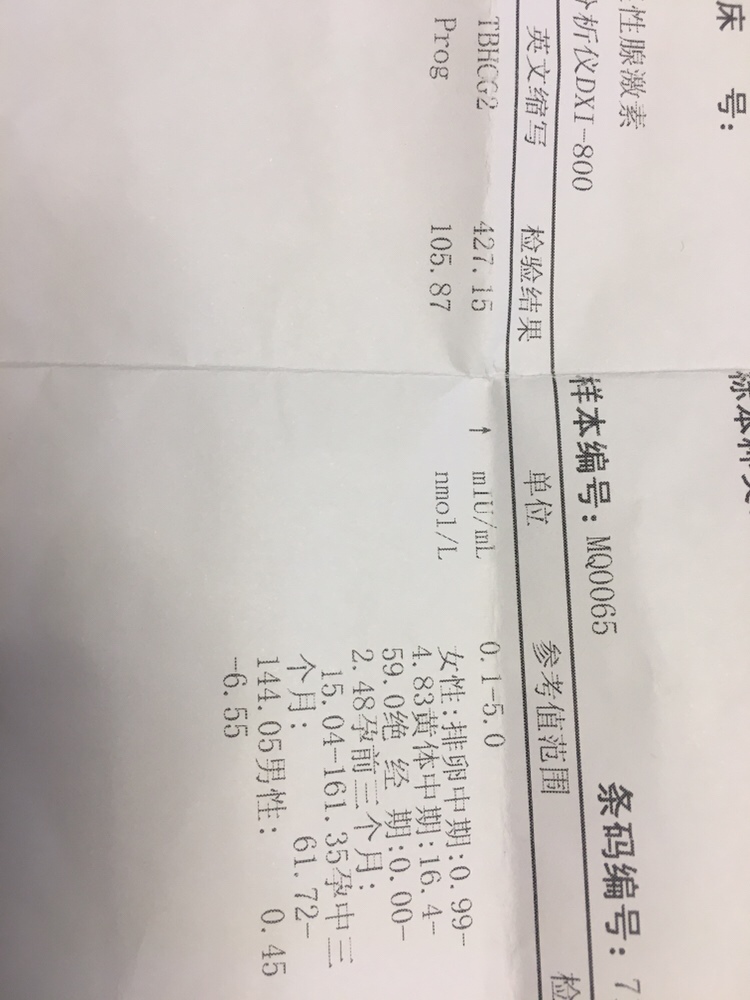 床 号:
性腺激素 条码编号: 7
分析仪DXI-800 样本编号: MQ0065
英文缩写 检验结果 单位 参考值范围 检
TBHCG2 427.15 ↑ mIU/mL 0.1-5.0
Prog 105.87 nmol/L 女性:排卵中期:0.99-
4.83黄体中期:16.4-
59.0绝 经 期:0.00-
2.48孕前三个月:
15.04-161.35孕中三
个月: 61.72-
144.05男性: 0.45
-6.55